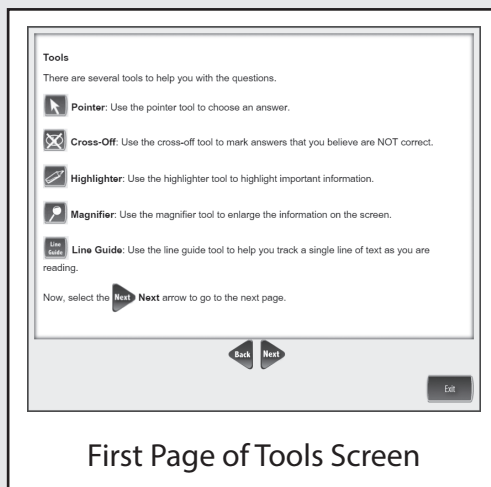 Tools
There are several tools to help you with the questions.
Pointer: Use the pointer tool to choose an answer.
Cross-Off: Use the cross-off tool to mark answers that you believe are NOT correct.
Highlighter: Use the highlighter tool to highlight important information.
Magnifier: Use the magnifier tool to enlarge the information on the screen.
Line Guide Line Guide: Use the line guide tool to help you track a single line of text as you are
reading.
Now, select the Next Next arrow to go to the next page.
Back Next
Exit
First Page of Tools Screen